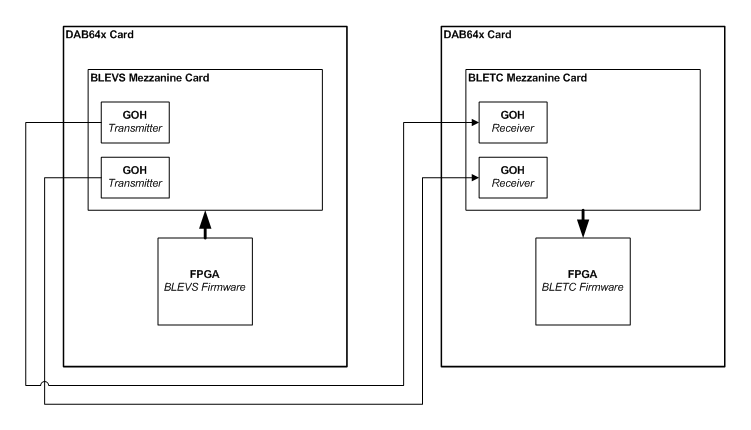 DAB64x Card
BLEVS Mezzanine Card
GOH
Transmitter
GOH
Transmitter
FPGA
BLEVS Firmware
DAB64x Card
BLETC Mezzanine Card
GOH
Receiver
GOH
Receiver
FPGA
BLETC Firmware